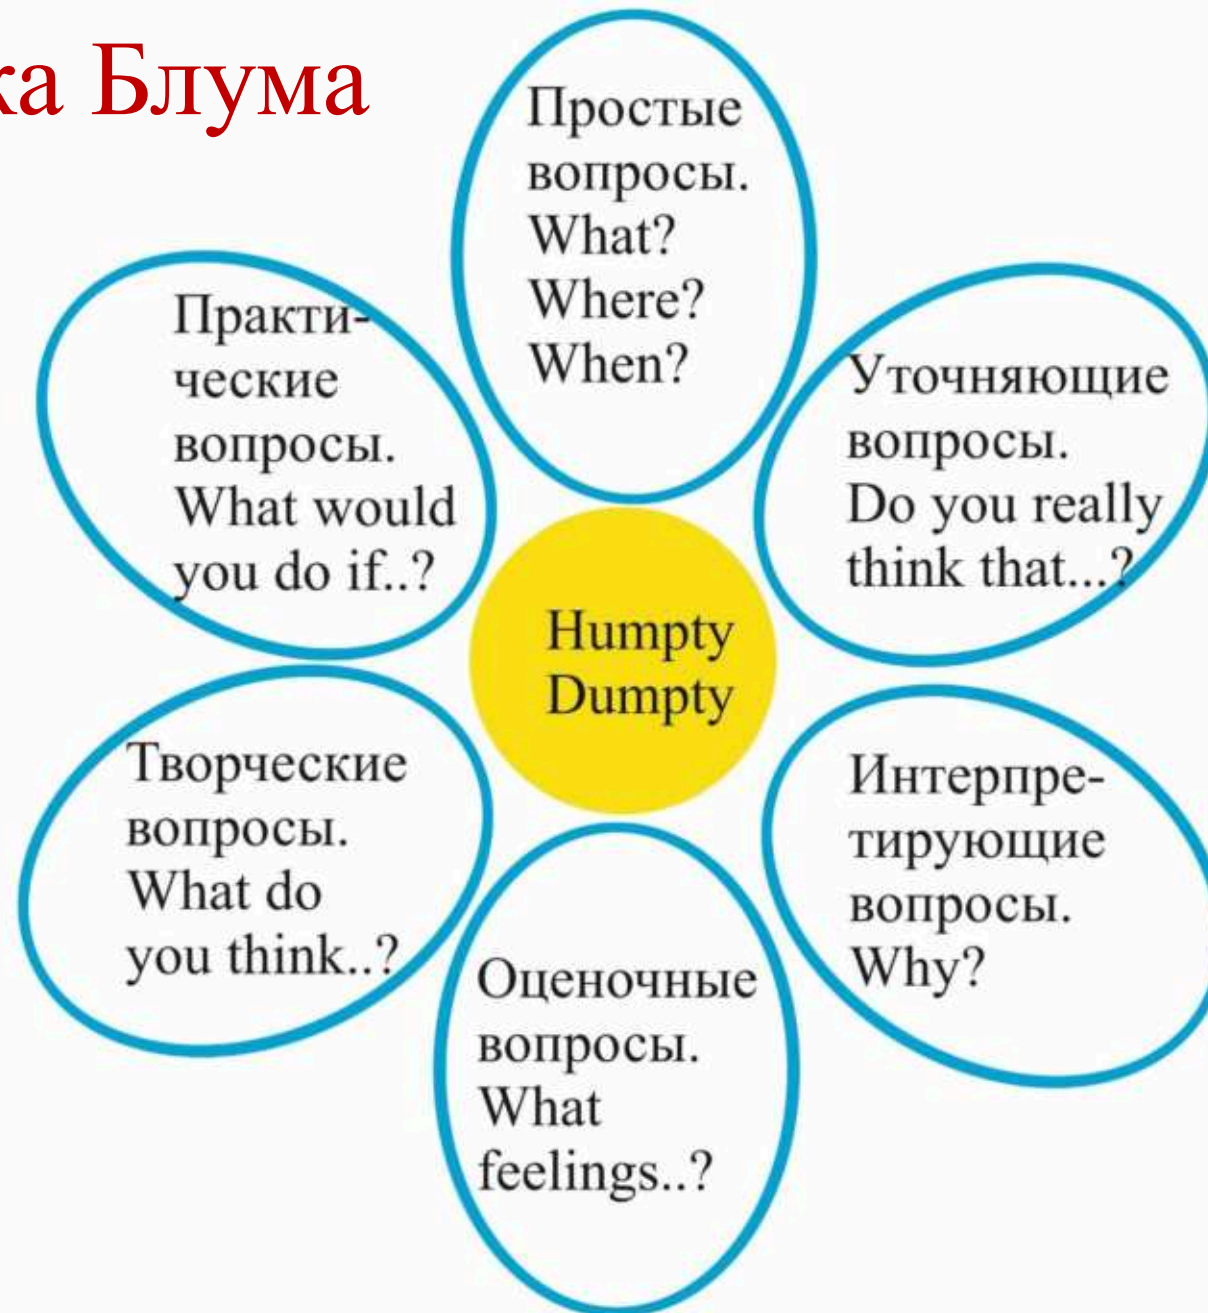 ка Блума
Простые
вопросы.
What?
Where?
When?
Уточняющие
вопросы.
Do you really
think that...?
Интерпре-
тирующие
вопросы.
Why?
Оценочные
вопросы.
What
feelings..?
Творческие
вопросы.
What do
you think..?
Практи-
ческие
вопросы.
What would
you do if..?
Humpty
Dumpty